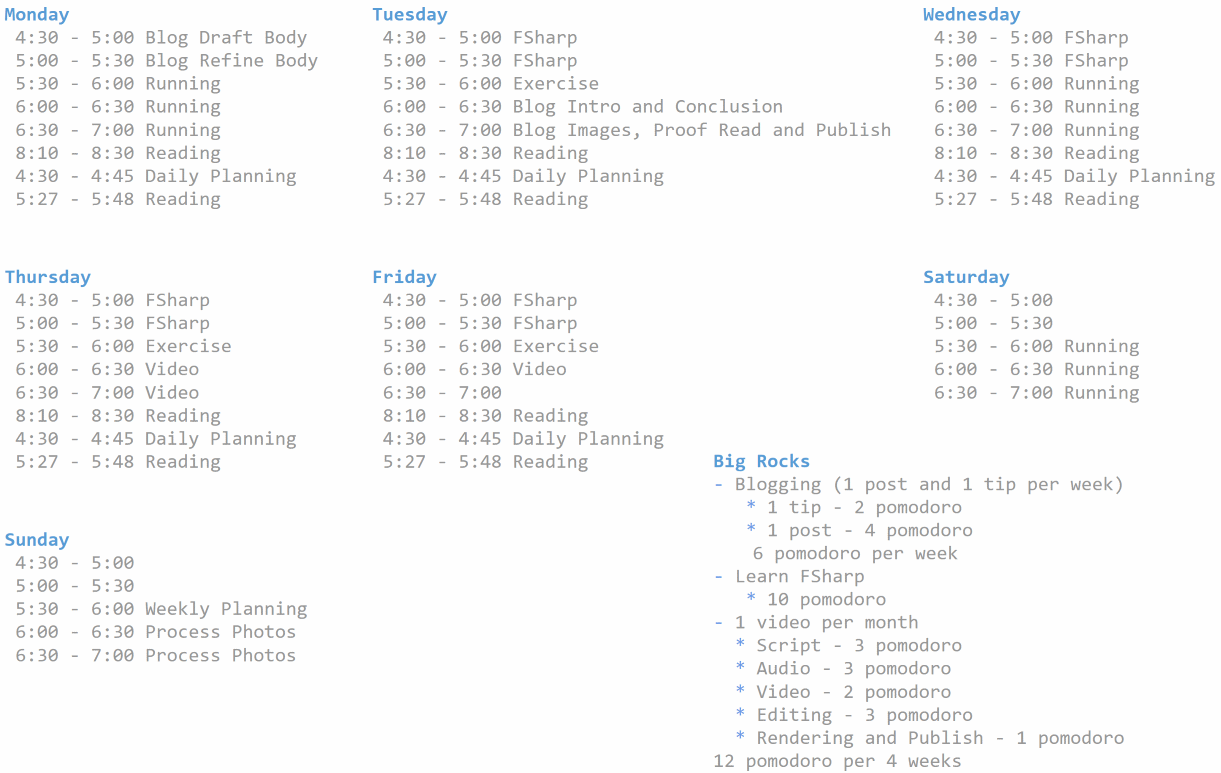 Monday
4:30 - 5:00 Blog Draft Body
5:00 - 5:30 Blog Refine Body
5:30 - 6:00 Running
6:00 - 6:30 Running
6:30 - 7:00 Running
8:10 - 8:30 Reading
4:30 - 4:45 Daily Planning
5:27 - 5:48 Reading
Tuesday
4:30 - 5:00 FSharp
5:00 - 5:30 FSharp
5:30 - 6:00 Exercise
6:00 - 6:30 Blog Intro and Conclusion
6:30 - 7:00 Blog Images, Proof Read and Publish
8:10 - 8:30 Reading
4:30 - 4:45 Daily Planning
5:27 - 5:48 Reading
Wednesday
4:30 - 5:00 FSharp
5:00 - 5:30 FSharp
5:30 - 6:00 Running
6:00 - 6:30 Running
6:30 - 7:00 Running
8:10 - 8:30 Reading
4:30 - 4:45 Daily Planning
5:27 - 5:48 Reading
Thursday
4:30 - 5:00 FSharp
5:00 - 5:30 FSharp
5:30 - 6:00 Exercise
6:00 - 6:30 Video
6:30 - 7:00 Video
8:10 - 8:30 Reading
4:30 - 4:45 Daily Planning
5:27 - 5:48 Reading
Friday
4:30 - 5:00 FSharp
5:00 - 5:30 FSharp
5:30 - 6:00 Exercise
6:00 - 6:30 Video
6:30 - 7:00
8:10 - 8:30 Reading
4:30 - 4:45 Daily Planning
5:27 - 5:48 Reading
Saturday
4:30 - 5:00
5:00 - 5:30
5:30 - 6:00 Running
6:00 - 6:30 Running
6:30 - 7:00 Running
Sunday
4:30 - 5:00
5:00 - 5:30
5:30 - 6:00 Weekly Planning
6:00 - 6:30 Process Photos
6:30 - 7:00 Process Photos
Big Rocks
- Blogging (1 post and 1 tip per week)
* 1 tip - 2 pomodoro
* 1 post - 4 pomodoro
6 pomodoro per week
- Learn FSharp
* 10 pomodoro
- 1 video per month
* Script - 3 pomodoro
* Audio - 3 pomodoro
* Video - 2 pomodoro
* Editing - 3 pomodoro
* Rendering and Publish - 1 pomodoro
12 pomodoro per 4 weeks